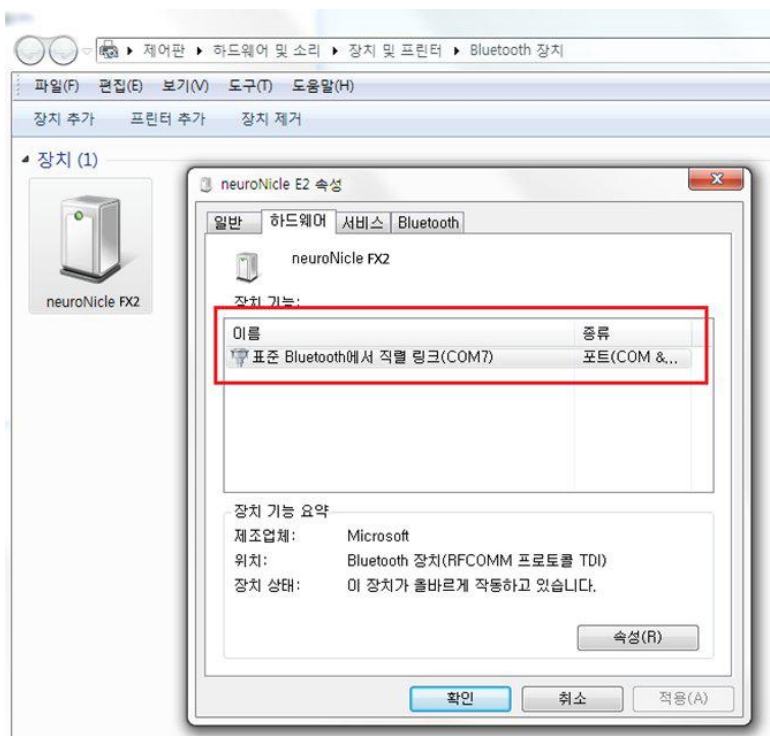 제어판 ▸ 하드웨어 및 소리 ▸ 장치 및 프린터 ▸ Bluetooth 장치
파일(F) 편집(E) 보기(V) 도구(T) 도움말(H)
장치 추가 프린터 추가 장치 제거
장치 (1)
neuroNicle FX2
neuroNicle E2 속성
일반 하드웨어 서비스 Bluetooth
neuroNicle FX2
장치 기능:
이름 종류
표준 Bluetooth에서 직렬 링크(COM7) 포트(COM &...
장치 기능 요약
제조업체: Microsoft
위치: Bluetooth 장치(RFCOMM 프로토콜 TDI)
장치 상태: 이 장치가 올바르게 작동하고 있습니다.
속성(R)
확인 취소 적용(A)